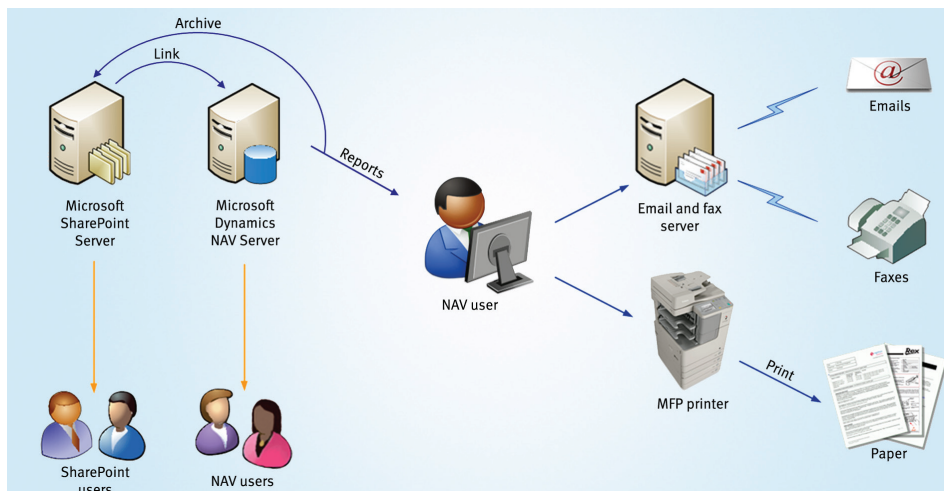 Archive
Link
Reports
Microsoft
SharePoint
Server
Microsoft
Dynamics
NAV Server
NAV user
Email and fax
server
Emails
Faxes
MFP printer
Print
Paper
SharePoint
users
NAV users
@